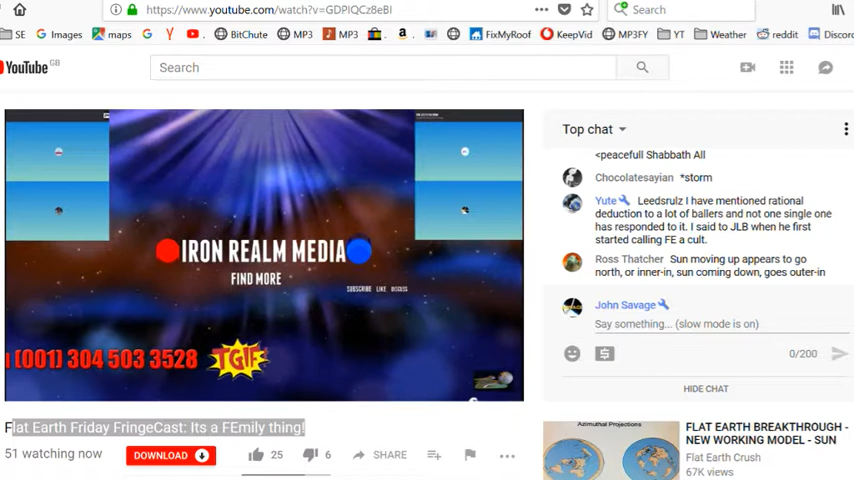 https://www.youtube.com/watch?v=GDPIQCz8eBI
Search
SE
Images
maps
YT
BitChute
MP3
MP3
FixMyRoof
KeepVid
MP3FY
YT
Weather
reddit
Discord
YouTube GB
Search
IRON REALM MEDIA
FIND MORE
SUBSCRIBE LIKE DISCUSS
(001) 304 503 3528
TGIF
Flat Earth Friday FringeCast: Its a FEmily thing!
51 watching now
DOWNLOAD
25
6
SHARE
Top chat
<peacefull Shabbath All
Chocolatesayian *storm
Yute Leedsrulz I have mentioned rational
deduction to a lot of ballers and not one single one
has responded to it. I said to JLB when he first
started calling FE a cult.
Ross Thatcher Sun moving up appears to go
north, or inner-in, sun coming down, goes outer-in
John Savage
Say something... (slow mode is on)
0/200
HIDE CHAT
Azimuthal Projections
FLAT EARTH BREAKTHROUGH -
NEW WORKING MODEL - SUN
Flat Earth Crush
67K views